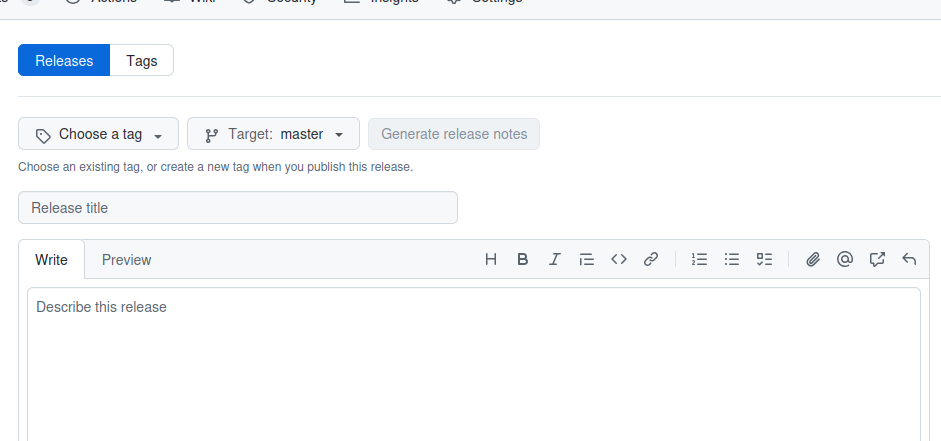 Actions Wiki Security Insights Settings
Releases Tags
Choose a tag Target: master Generate release notes
Choose an existing tag, or create a new tag when you publish this release.
Release title
Write Preview H B I
Describe this release